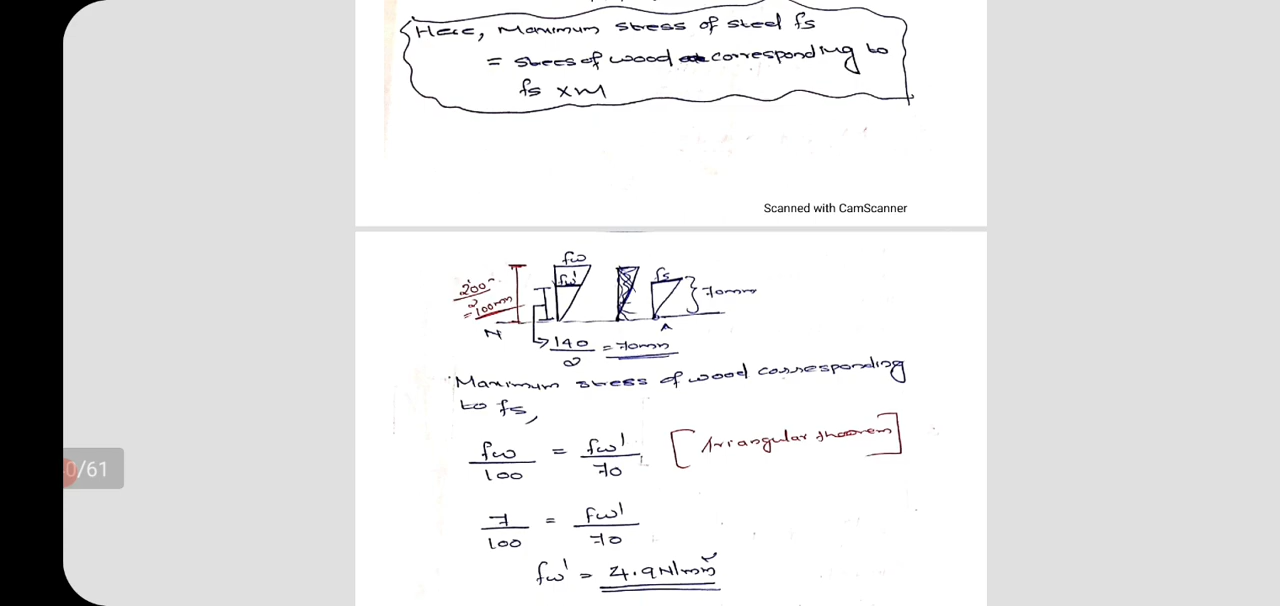 Here, Maximum stress of steel fs
= stress of wood corresponding to
fs x m
Scanned with CamScanner
fw
fw'
fs
200
2
= 100mm
70mm
N
A
140
2
= 70mm
Maximum stress of wood corresponding
to fs,
fw/100 = fw'/70 [triangular theorem]
7/100 = fw'/70
fw' = 4.9N/mm²
0/61